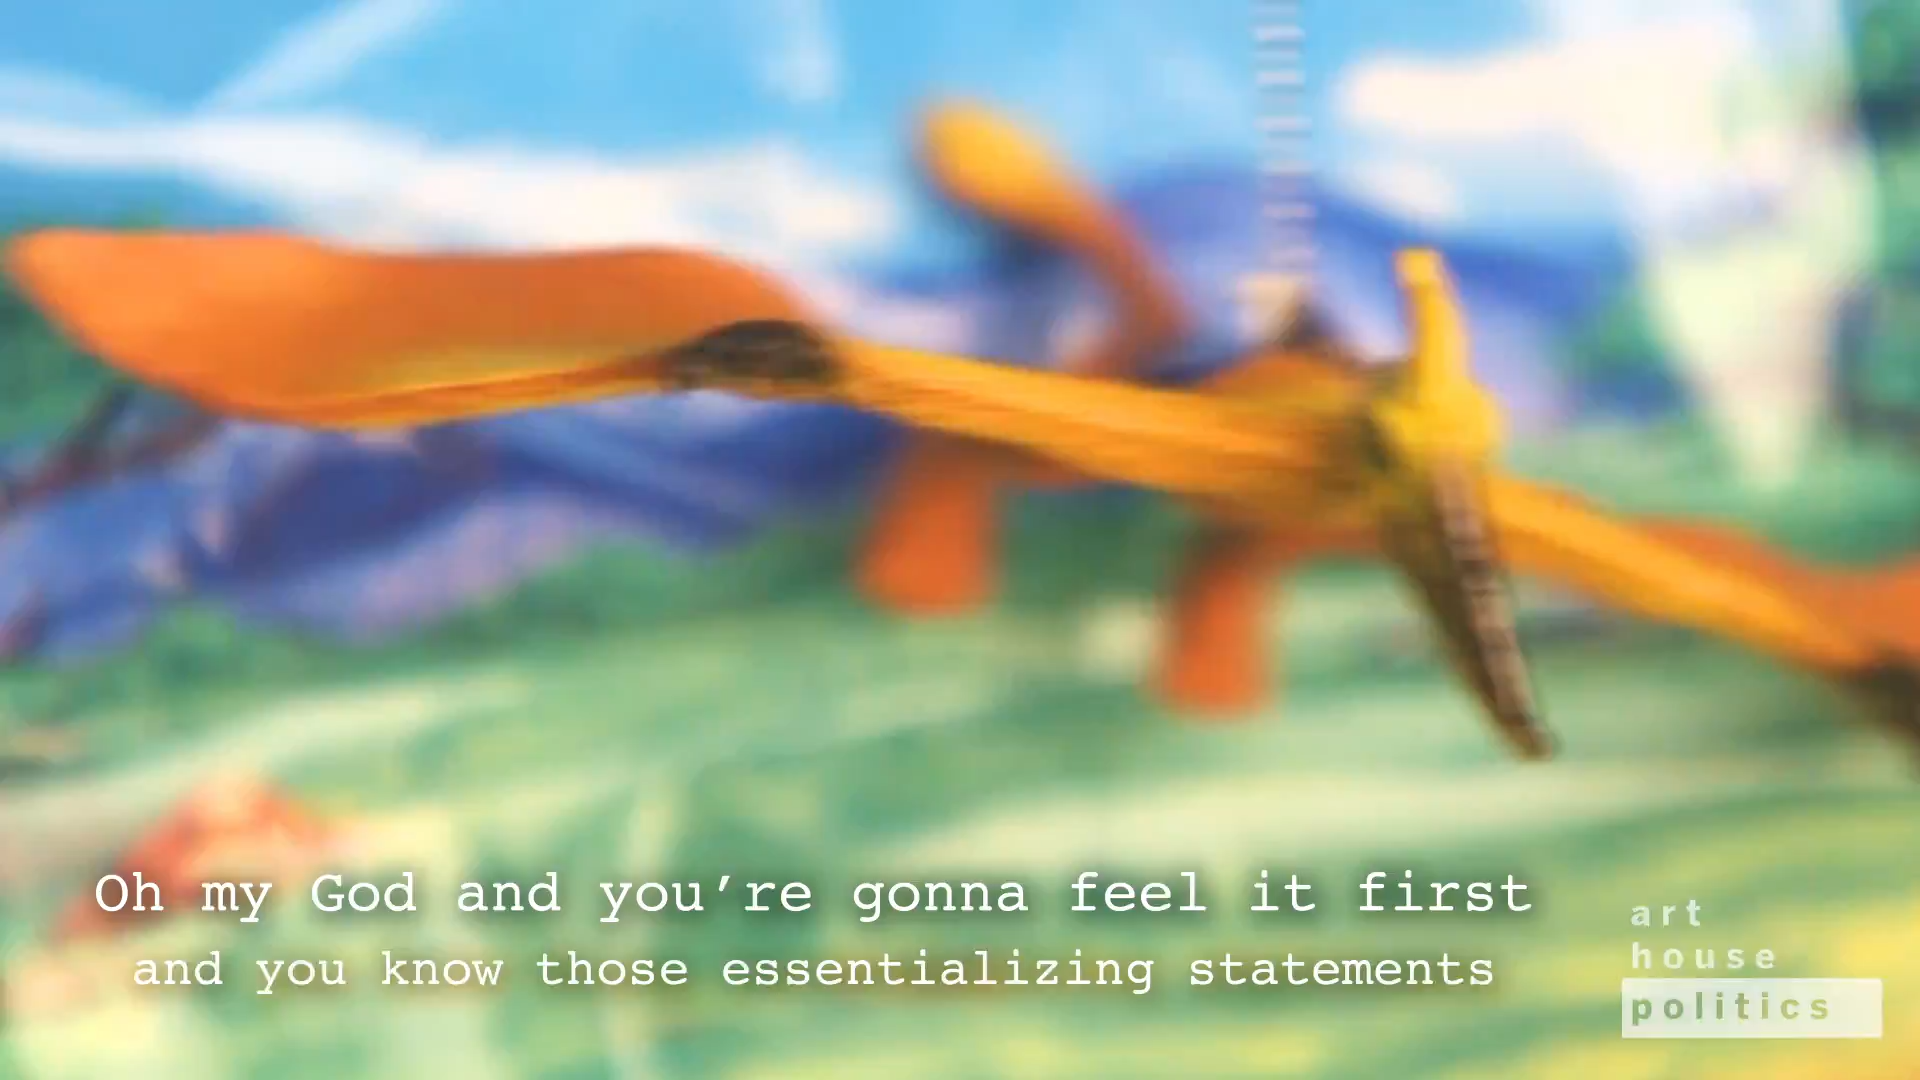 Oh my God and you’re gonna feel it first
and you know those essentializing statements
art
house
politics